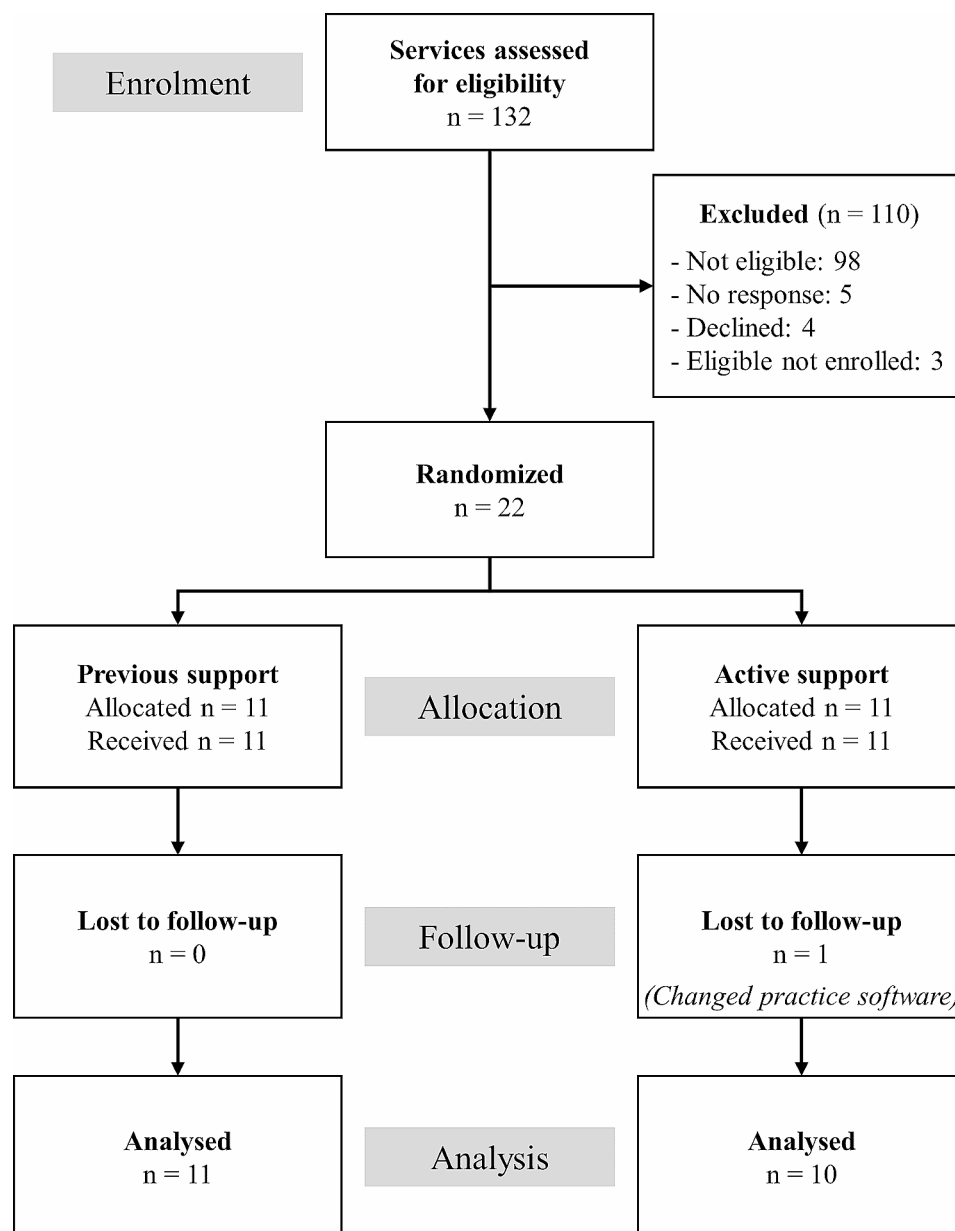 Enrolment
Services assessed
for eligibility
n = 132
Excluded (n = 110)
- Not eligible: 98
- No response: 5
- Declined: 4
- Eligible not enrolled: 3
Randomized
n = 22
Previous support
Allocated n = 11
Received n = 11
Allocation
Active support
Allocated n = 11
Received n = 11
Lost to follow-up
n = 0
Follow-up
Lost to follow-up
n = 1
(Changed practice software)
Analysed
n = 11
Analysis
Analysed
n = 10